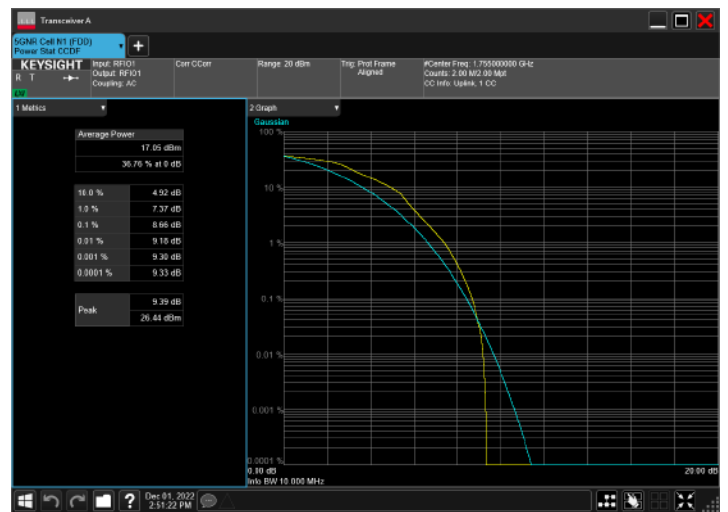 Transceiver A
5GNR Cell N1 (FDD)
Power Stat CCDF
KEYSIGHT
R T
Input: RFIO1
Output: RFIO1
Coupling: AC
Corr CCorr
Range: 20 dBm
Trig: Prot Frame
Aligned
#Center Freq: 1.755000000 GHz
Counts: 2.00 M/2.00 Mpt
CC Info: Uplink, 1 CC
1 Metrics
Average Power
17.05 dBm
36.76 % at 0 dB
10.0 % 4.92 dB
1.0 % 7.37 dB
0.1 % 8.66 dB
0.01 % 9.18 dB
0.001 % 9.30 dB
0.0001 % 9.33 dB
Peak
9.39 dB
26.44 dBm
2 Graph
Gaussian
100 %
10 %
1 %
0.1 %
0.01 %
0.001 %
0.0001 %
0.00 dB
20.00 dB
Info BW 10.000 MHz
Dec 01, 2022
2:51:22 PM